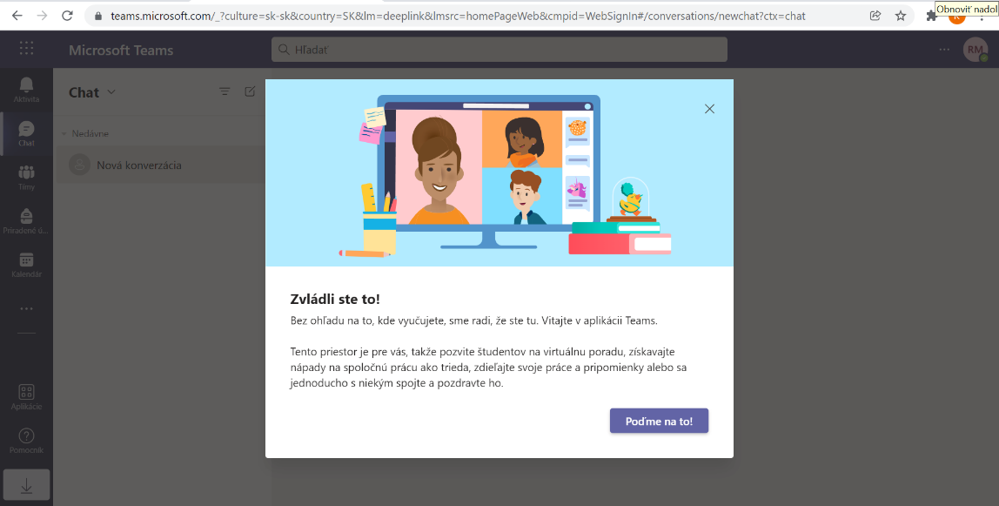 teams.microsoft.com/_?culture=sk-sk&country=SK&lm=deeplink&lmsrc=homePageWeb&cmpid=WebSignIn#/conversations/newchat?ctx=chat
Obnoviť nadol
K
Microsoft Teams
Hľadať
RM
Aktivita
Chat
Tímy
Priradené ú...
Kalendár
Aplikácie
Pomocník
Chat
Nedávne
Nová konverzácia
Zvládli ste to!
Bez ohľadu na to, kde vyučujete, sme radi, že ste tu. Vitajte v aplikácii Teams.
Tento priestor je pre vás, takže pozvite študentov na virtuálnu poradu, získavajte
nápady na spoločnú prácu ako trieda, zdieľajte svoje práce a pripomienky alebo sa
jednoducho s niekým spojte a pozdravte ho.
Poďme na to!